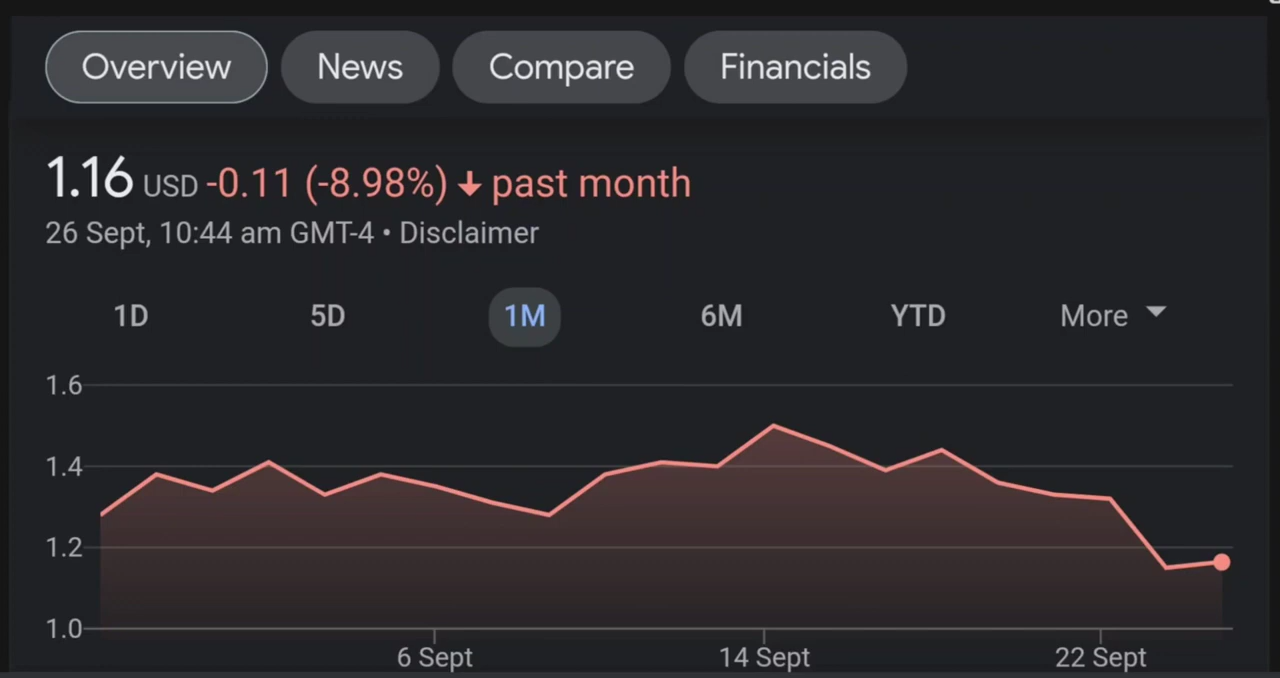 Overview News Compare Financials
1.16 USD -0.11 (-8.98%) ↓ past month
26 Sept, 10:44 am GMT-4 • Disclaimer
1D 5D 1M 6M YTD More
1.6
1.4
1.2
1.0
6 Sept 14 Sept 22 Sept